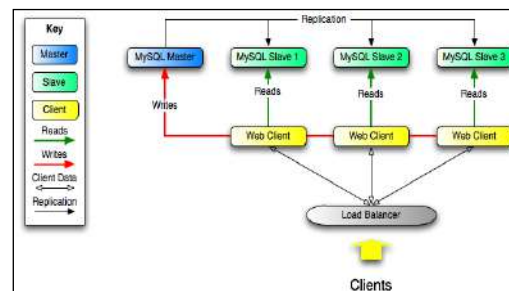 Key
Master
Slave
Client
Reads
Writes
Client Data
Replication
Replication
MySQL Master
MySQL Slave 1
MySQL Slave 2
MySQL Slave 3
Writes
Reads
Reads
Reads
Web Client
Web Client
Web Client
Load Balancer
Clients